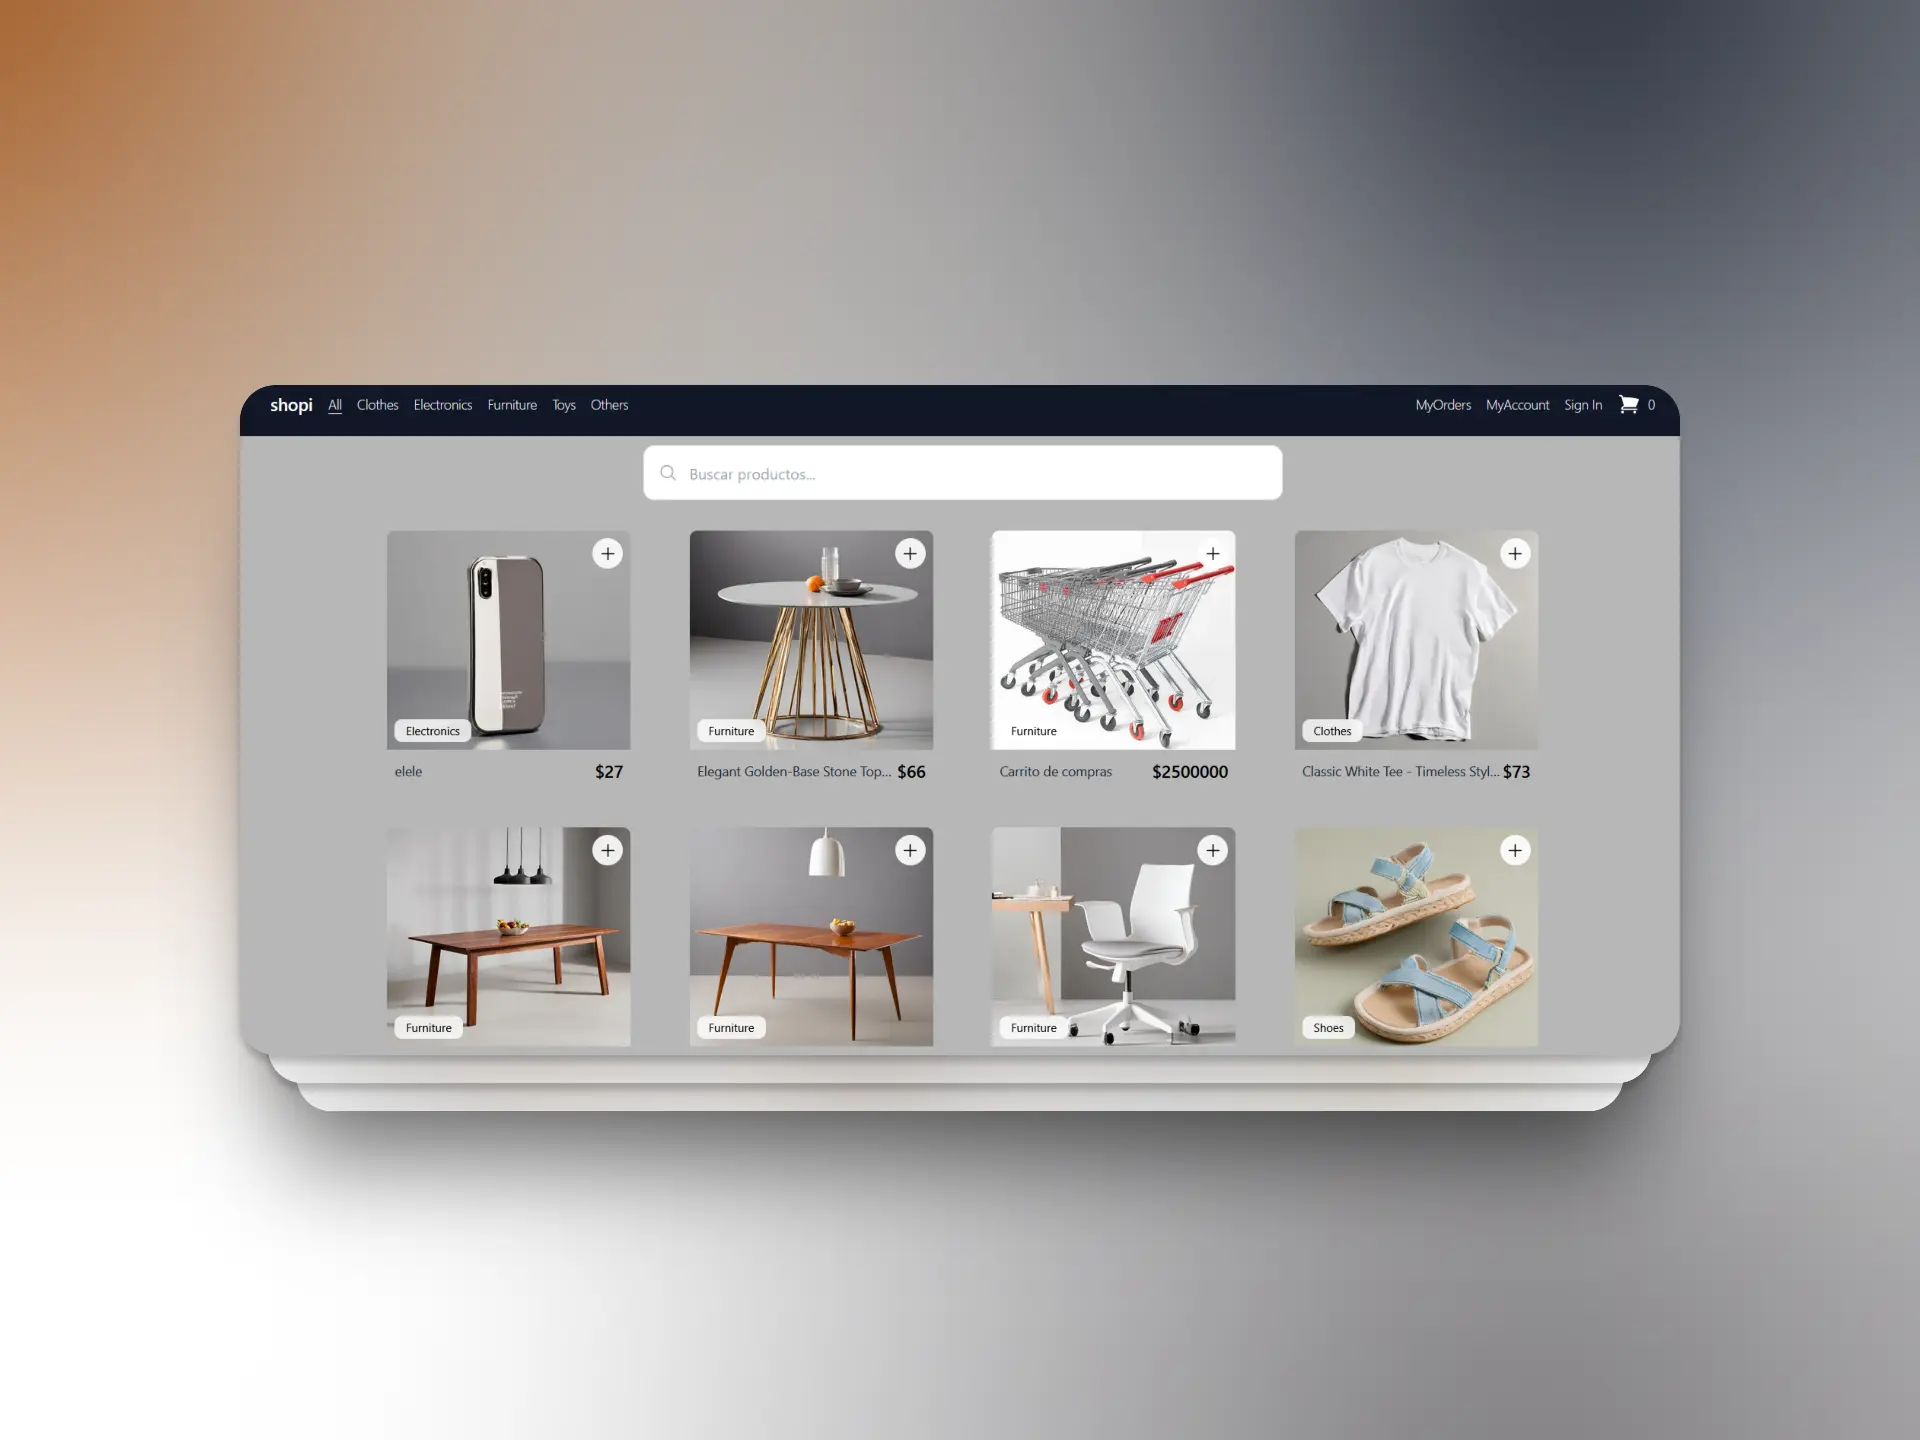 shopi All Clothes Electronics Furniture Toys Others MyOrders MyAccount Sign In 0
Buscar productos...
Electronics Furniture Furniture Clothes
elele $27 Elegant Golden-Base Stone Top... $66 Carrito de compras $2500000 Classic White Tee - Timeless Styl... $73
Furniture Furniture Furniture Shoes